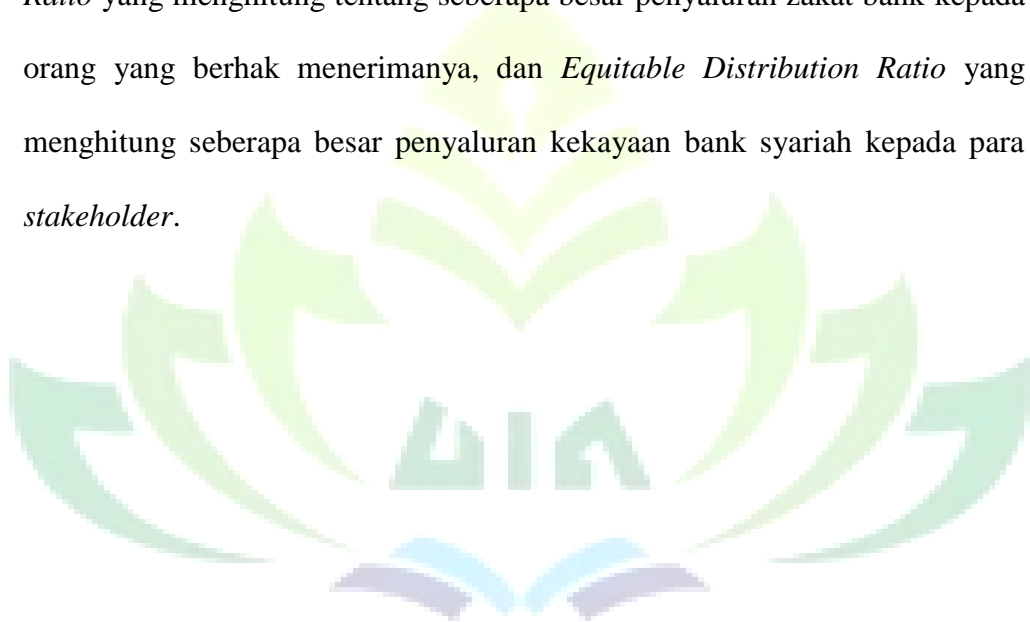 Ratio yang menghitung tentang seberapa besar penyaluran zakat bank kepada
orang yang berhak menerimanya, dan Equitable Distribution Ratio yang
menghitung seberapa besar penyaluran kekayaan bank syariah kepada para
stakeholder.
UIN